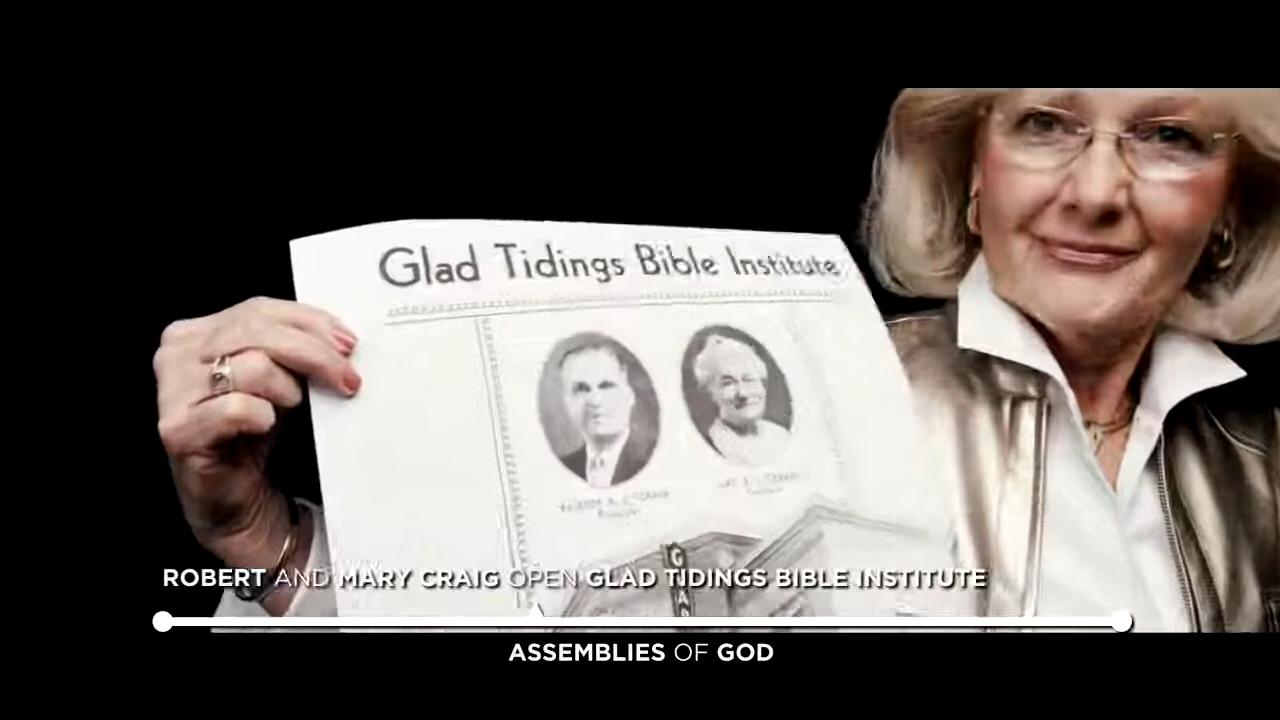 Glad Tidings Bible Institute
ROBERT AND MARY CRAIG OPEN GLAD TIDINGS BIBLE INSTITUTE
ASSEMBLIES OF GOD